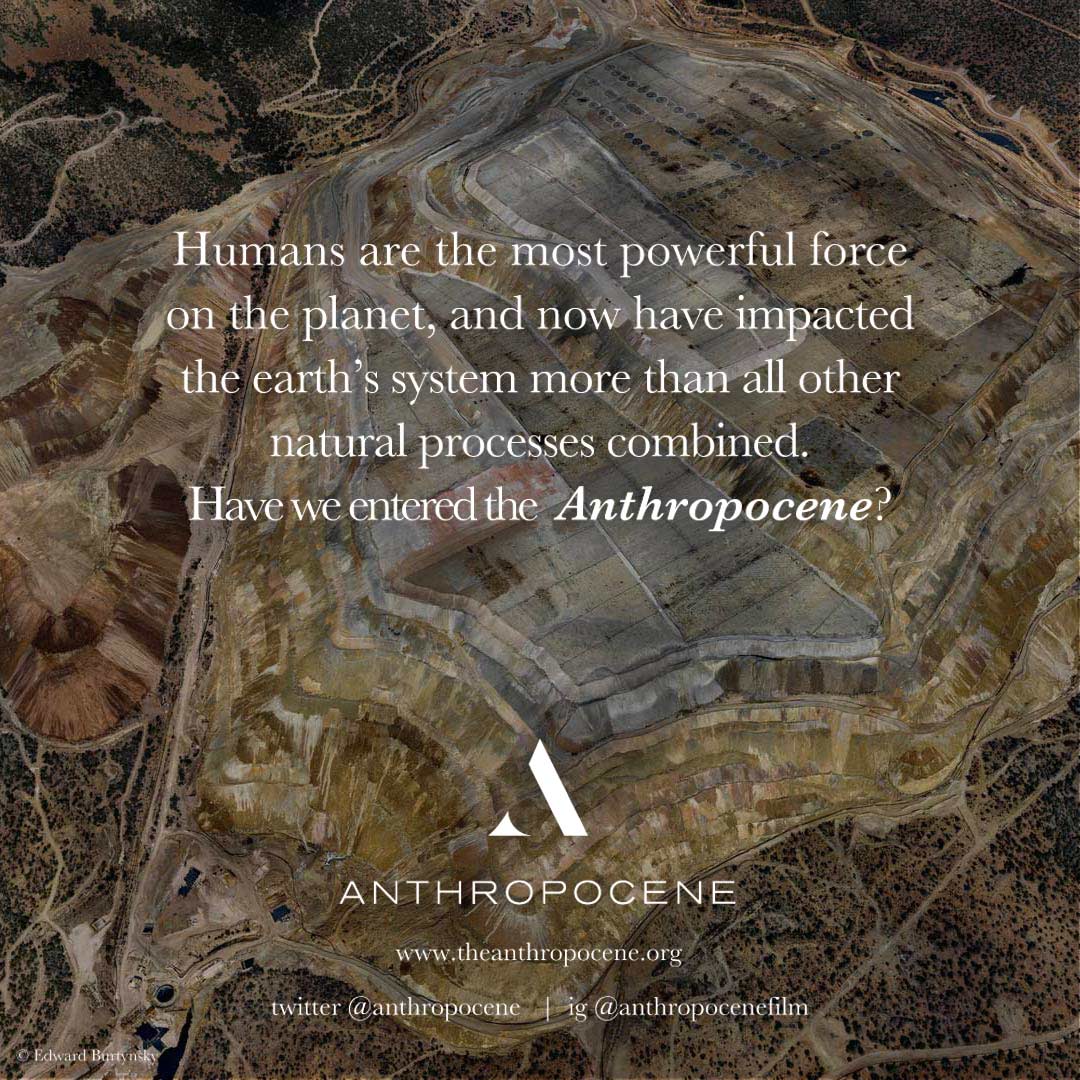 Humans are the most powerful force
on the planet, and now have impacted
the earth’s system more than all other
natural processes combined.
Have we entered the Anthropocene?
ANTHROPOCENE
www.theanthropocene.org
twitter @anthropocene | ig @anthropocenefilm
© Edward Burtynsky